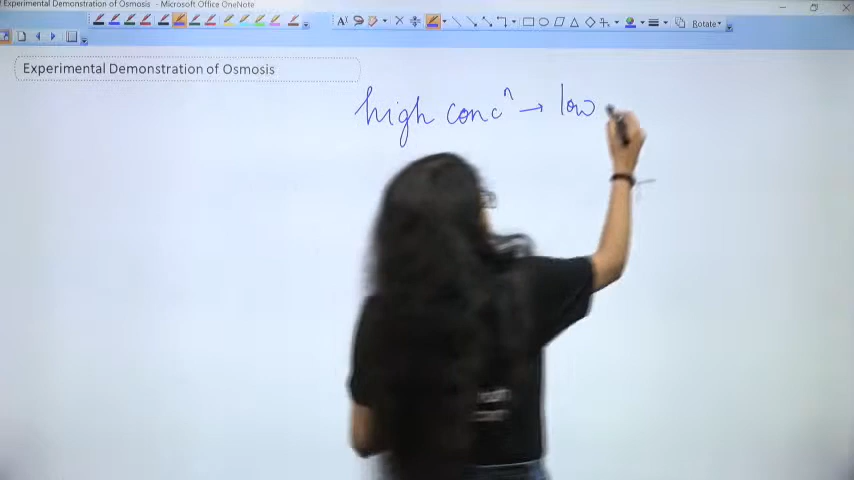 Experimental Demonstration of Osmosis - Microsoft Office OneNote
Rotate
Experimental Demonstration of Osmosis
high concⁿ → low